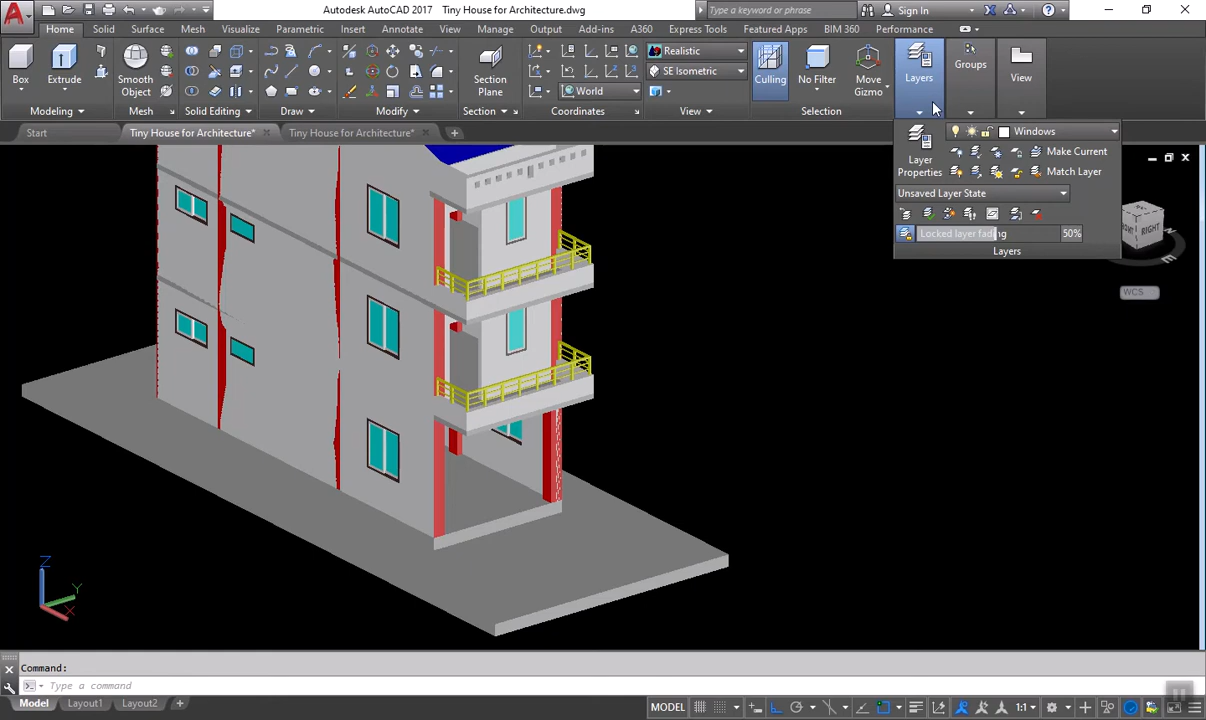 Autodesk AutoCAD 2017 Tiny House for Architecture.dwg
Type a keyword or phrase
Sign In
Home Solid Surface Mesh Visualize Parametric Insert Annotate View Manage Output Add-ins A360 Express Tools Featured Apps BIM 360 Performance
Box
Extrude
Smooth Object
Section Plane
World
Realistic
SE Isometric
Culling
No Filter
Move Gizmo
Layers
Groups
View
Modeling Mesh Solid Editing Draw Modify Section Coordinates View Selection
Start Tiny House for Architecture* Tiny House for Architecture*
Windows
Layer Properties
Make Current
Match Layer
Unsaved Layer State
Locked layer fading 50%
Layers
FRONT
RIGHT
WCS
Z
Y
X
Command:
Type a command
Model Layout1 Layout2
MODEL
1:1